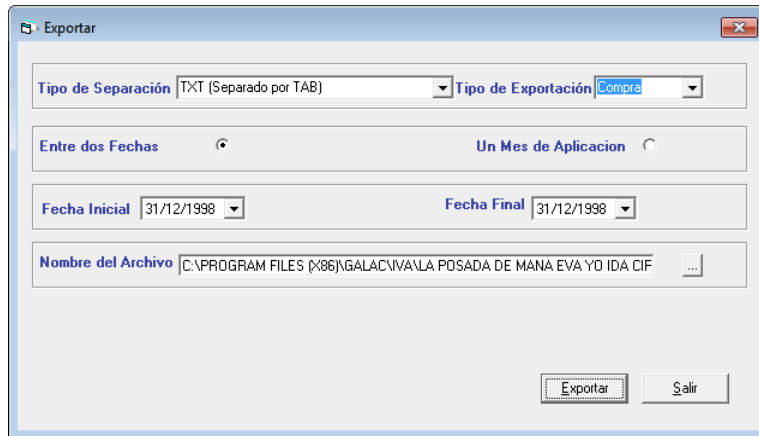 Exportar
Tipo de Separación TXT (Separado por TAB) Tipo de Exportación Compra
Entre dos Fechas Un Mes de Aplicacion
Fecha Inicial 31/12/1998 Fecha Final 31/12/1998
Nombre del Archivo C:\PROGRAM FILES (X86)\GALAC\IVA\LA POSADA DE MANA EVA YO IDA CIF ...
Exportar Salir